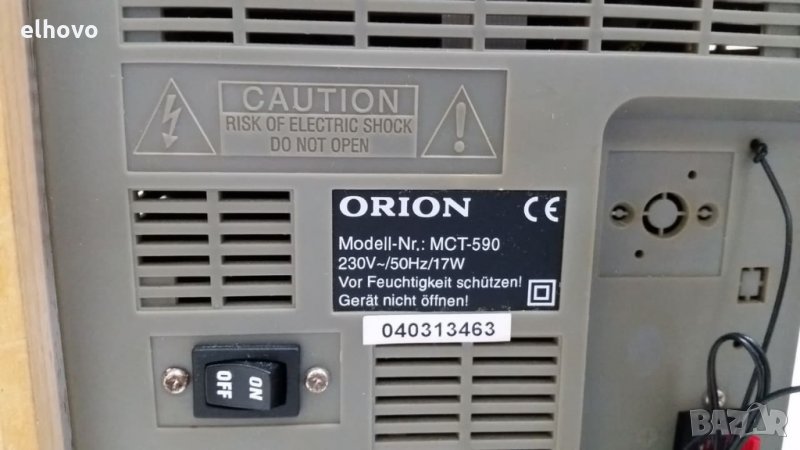 elhovo
CAUTION
RISK OF ELECTRIC SHOCK
DO NOT OPEN
ORION CE
Modell-Nr.: MCT-590
230V~/50Hz/17W
Vor Feuchtigkeit schützen!
Gerät nicht öffnen!
040313463
ON
OFF
BAZAR